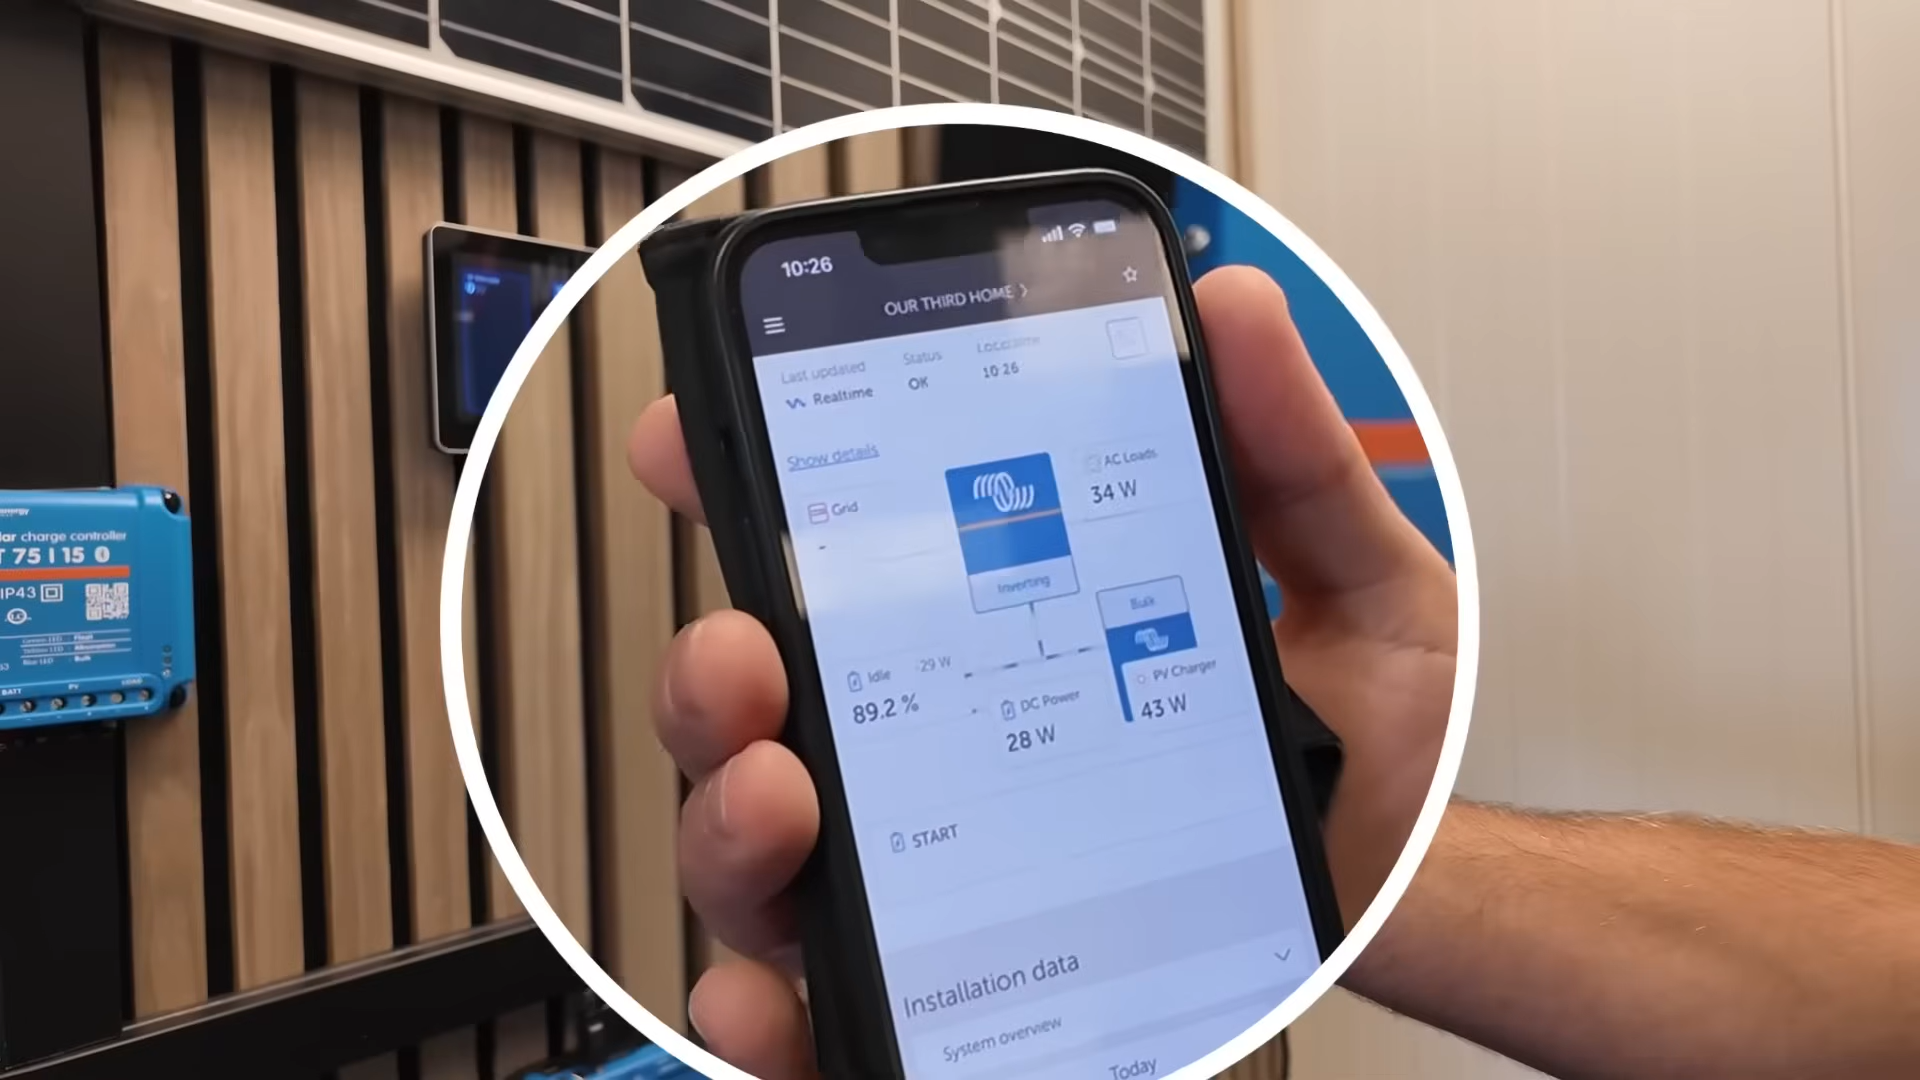 10:26
OUR THIRD HOME
Last updated
Status
Realtime
OK
10:26
Show details
AC Loads
34 W
Grid
-
Inverting
Bulk
PV Charger
43 W
Idle
-29 W
89.2 %
DC Power
28 W
START
Installation data
System overview
Today
charge controller
75 | 15
IP43
BATT
PV